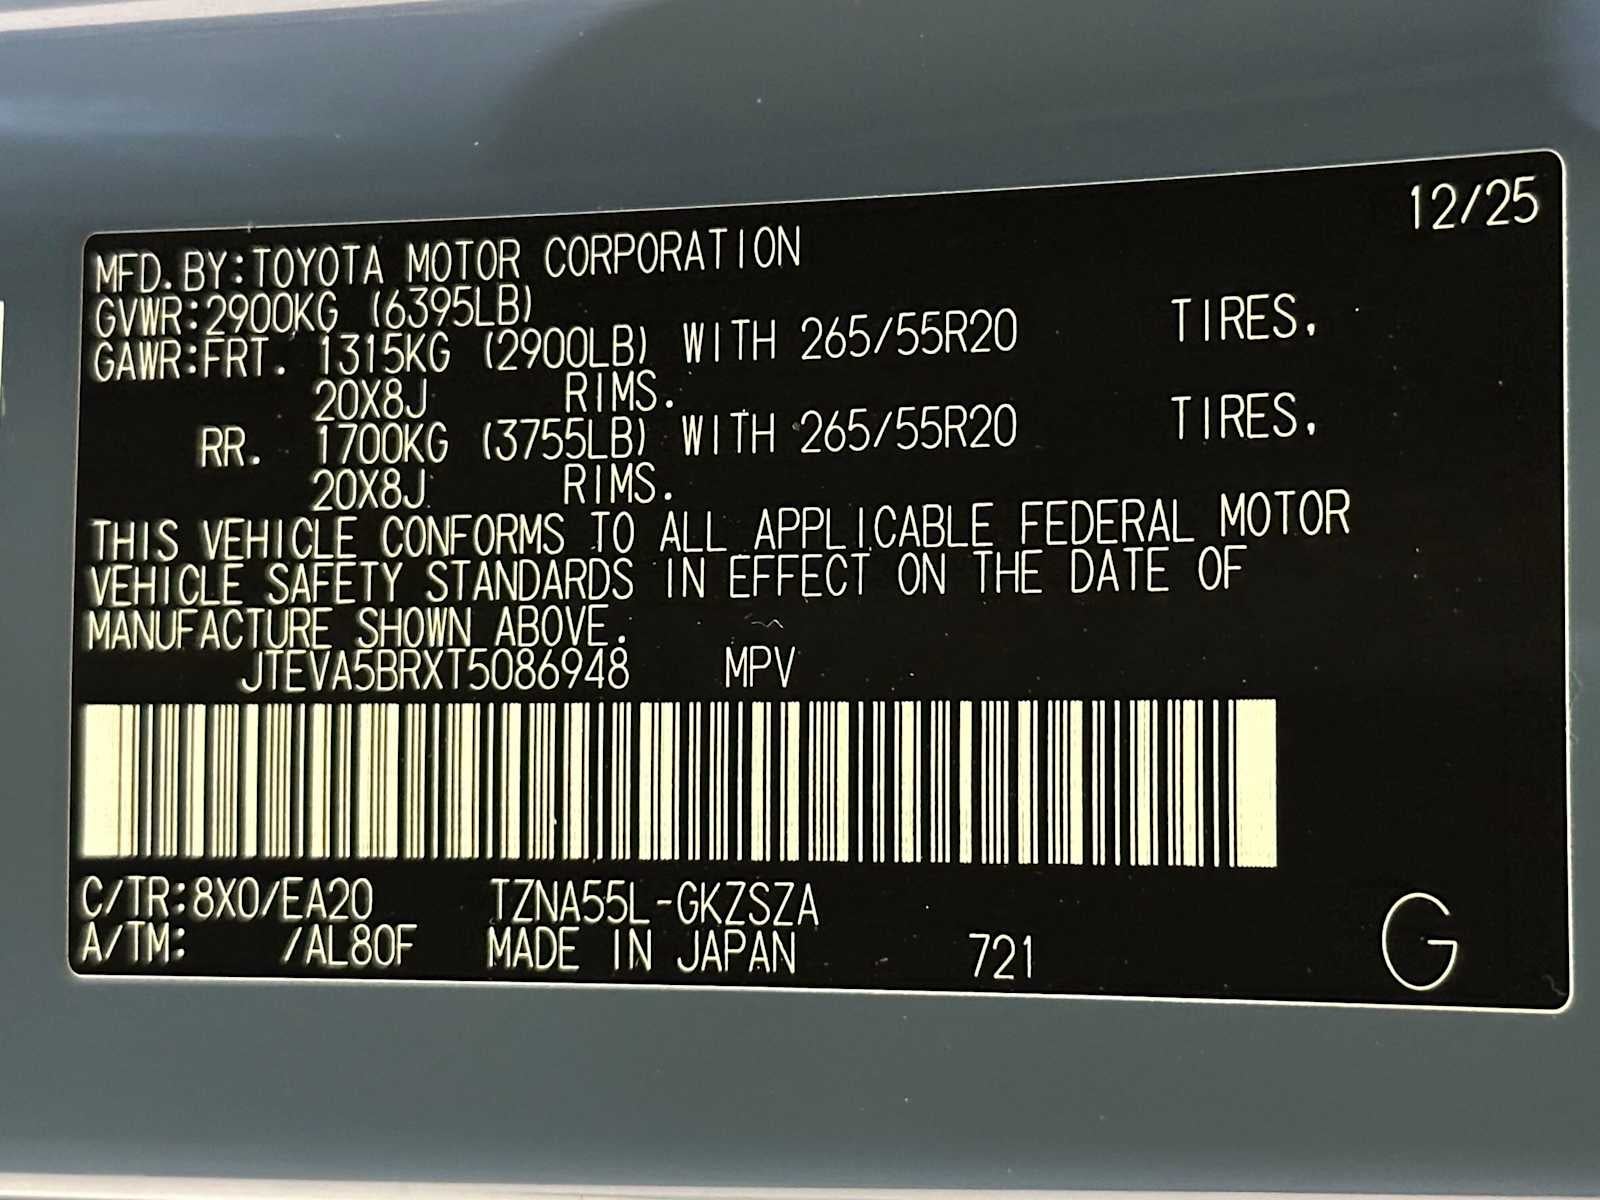 12/25
MFD. BY:TOYOTA MOTOR CORPORATION
GVWR:2900KG (6395LB)
GAWR:FRT. 1315KG (2900LB) WITH 265/55R20 TIRES.
20X8J RIMS.
RR. 1700KG (3755LB) WITH 265/55R20 TIRES.
20X8J RIMS.
THIS VEHICLE CONFORMS TO ALL APPLICABLE FEDERAL MOTOR
VEHICLE SAFETY STANDARDS IN EFFECT ON THE DATE OF
MANUFACTURE SHOWN ABOVE.
JTEVA5BRXT5086948 MPV
C/TR:8X0/EA20 TZNA55L-GKZSZA
A/TM: /AL80F MADE IN JAPAN 721 G